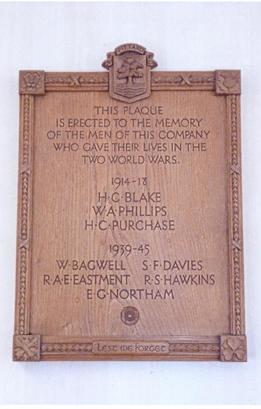 THIS PLAQUE
IS ERECTED TO THE MEMORY
OF THE MEN OF THIS COMPANY
WHO GAVE THEIR LIVES IN THE
TWO WORLD WARS.
1914-18
H·C·BLAKE
W·A·PHILLIPS
H·C·PURCHASE
1939-45
W·BAGWELL S·F·DAVIES
R·A·E·EASTMENT R·S·HAWKINS
E·G·NORTHAM
LEST WE FORGET